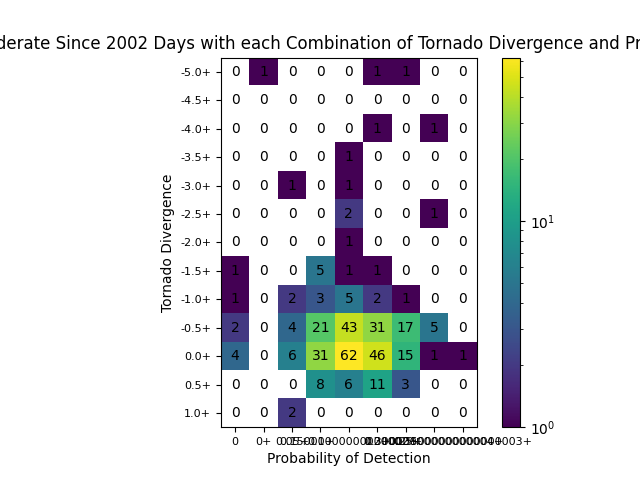 derate Since 2002 Days with each Combination of Tornado Divergence and Pr
-5.0+ 0 1 0 0 0 1 1 0 0
-4.5+ 0 0 0 0 0 0 0 0 0
-4.0+ 0 0 0 0 0 1 0 1 0
-3.5+ 0 0 0 0 1 0 0 0 0
-3.0+ 0 0 1 0 1 0 0 0 0
-2.5+ 0 0 0 0 2 0 0 1 0
-2.0+ 0 0 0 0 1 0 0 0 0
-1.5+ 1 0 0 5 1 1 0 0 0
-1.0+ 1 0 2 3 5 2 1 0 0
-0.5+ 2 0 4 21 43 31 17 5 0
0.0+ 4 0 6 31 62 46 15 1 1
0.5+ 0 0 0 8 6 11 3 0 0
1.0+ 0 0 2 0 0 0 0 0 0
0 0+
Probability of Detection
Tornado Divergence
10^1
10^0